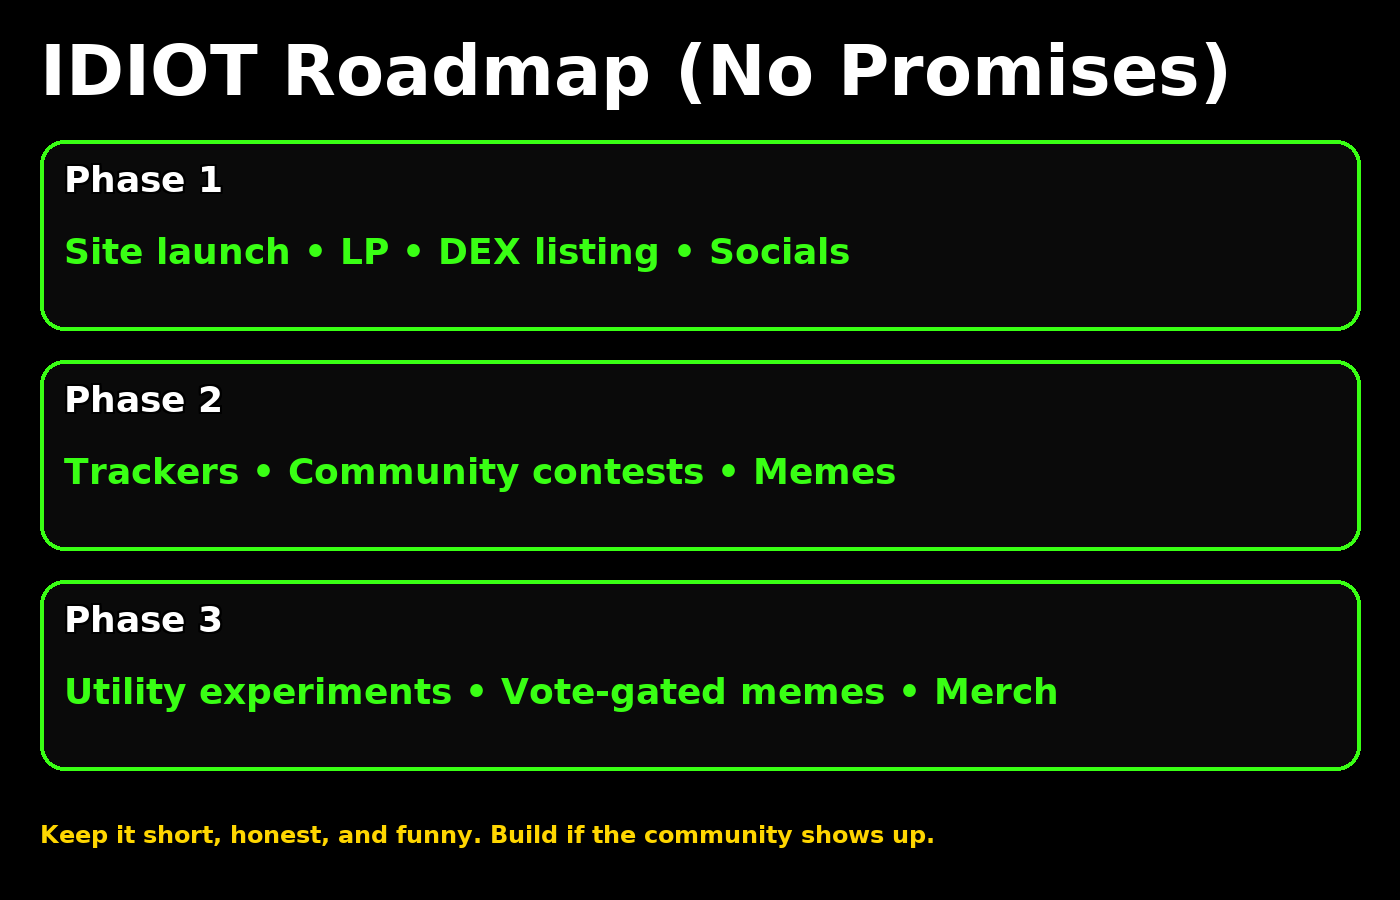 IDIOT Roadmap (No Promises)
Phase 1
Site launch • LP • DEX listing • Socials
Phase 2
Trackers • Community contests • Memes
Phase 3
Utility experiments • Vote-gated memes • Merch
Keep it short, honest, and funny. Build if the community shows up.